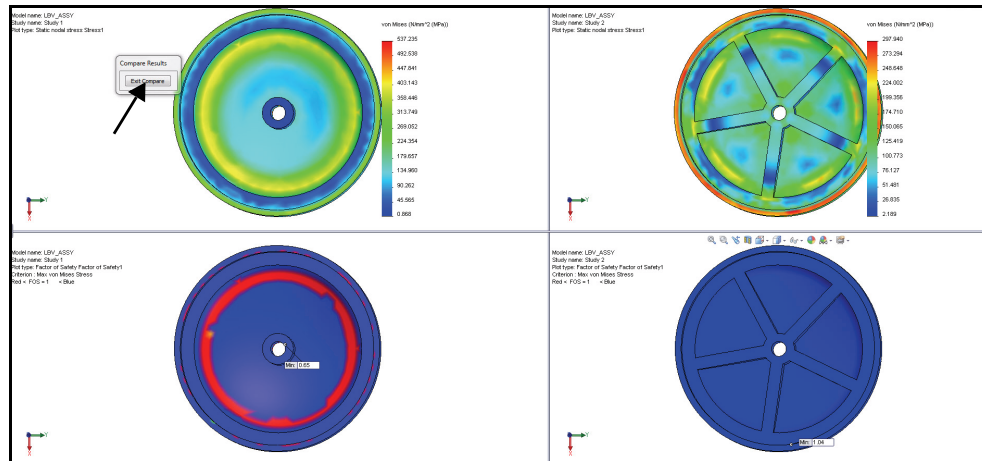 Model name: LBV_ASSY
Study name: Study 1
Plot type: Static nodal stress Stress1
von Mises (N/mm^2 (MPa))
537.235
492.538
447.841
403.143
358.446
313.749
269.052
224.354
179.657
134.960
90.262
45.565
0.868
Compare Results
Exit Compare
Y
X
Model name: LBV_ASSY
Study name: Study 2
Plot type: Static nodal stress Stress1
von Mises (N/mm^2 (MPa))
297.940
273.294
248.648
224.002
199.356
174.710
150.065
125.419
100.773
76.127
51.481
26.835
2.189
Y
X
Model name: LBV_ASSY
Study name: Study 1
Plot type: Factor of Safety Factor of Safety1
Criterion : Max von Mises Stress
Red < FOS = 1 < Blue
Min: 0.65
Y
X
Model name: LBV_ASSY
Study name: Study 2
Plot type: Factor of Safety Factor of Safety1
Criterion : Max von Mises Stress
Red < FOS = 1 < Blue
Min: 1.04
Y
X